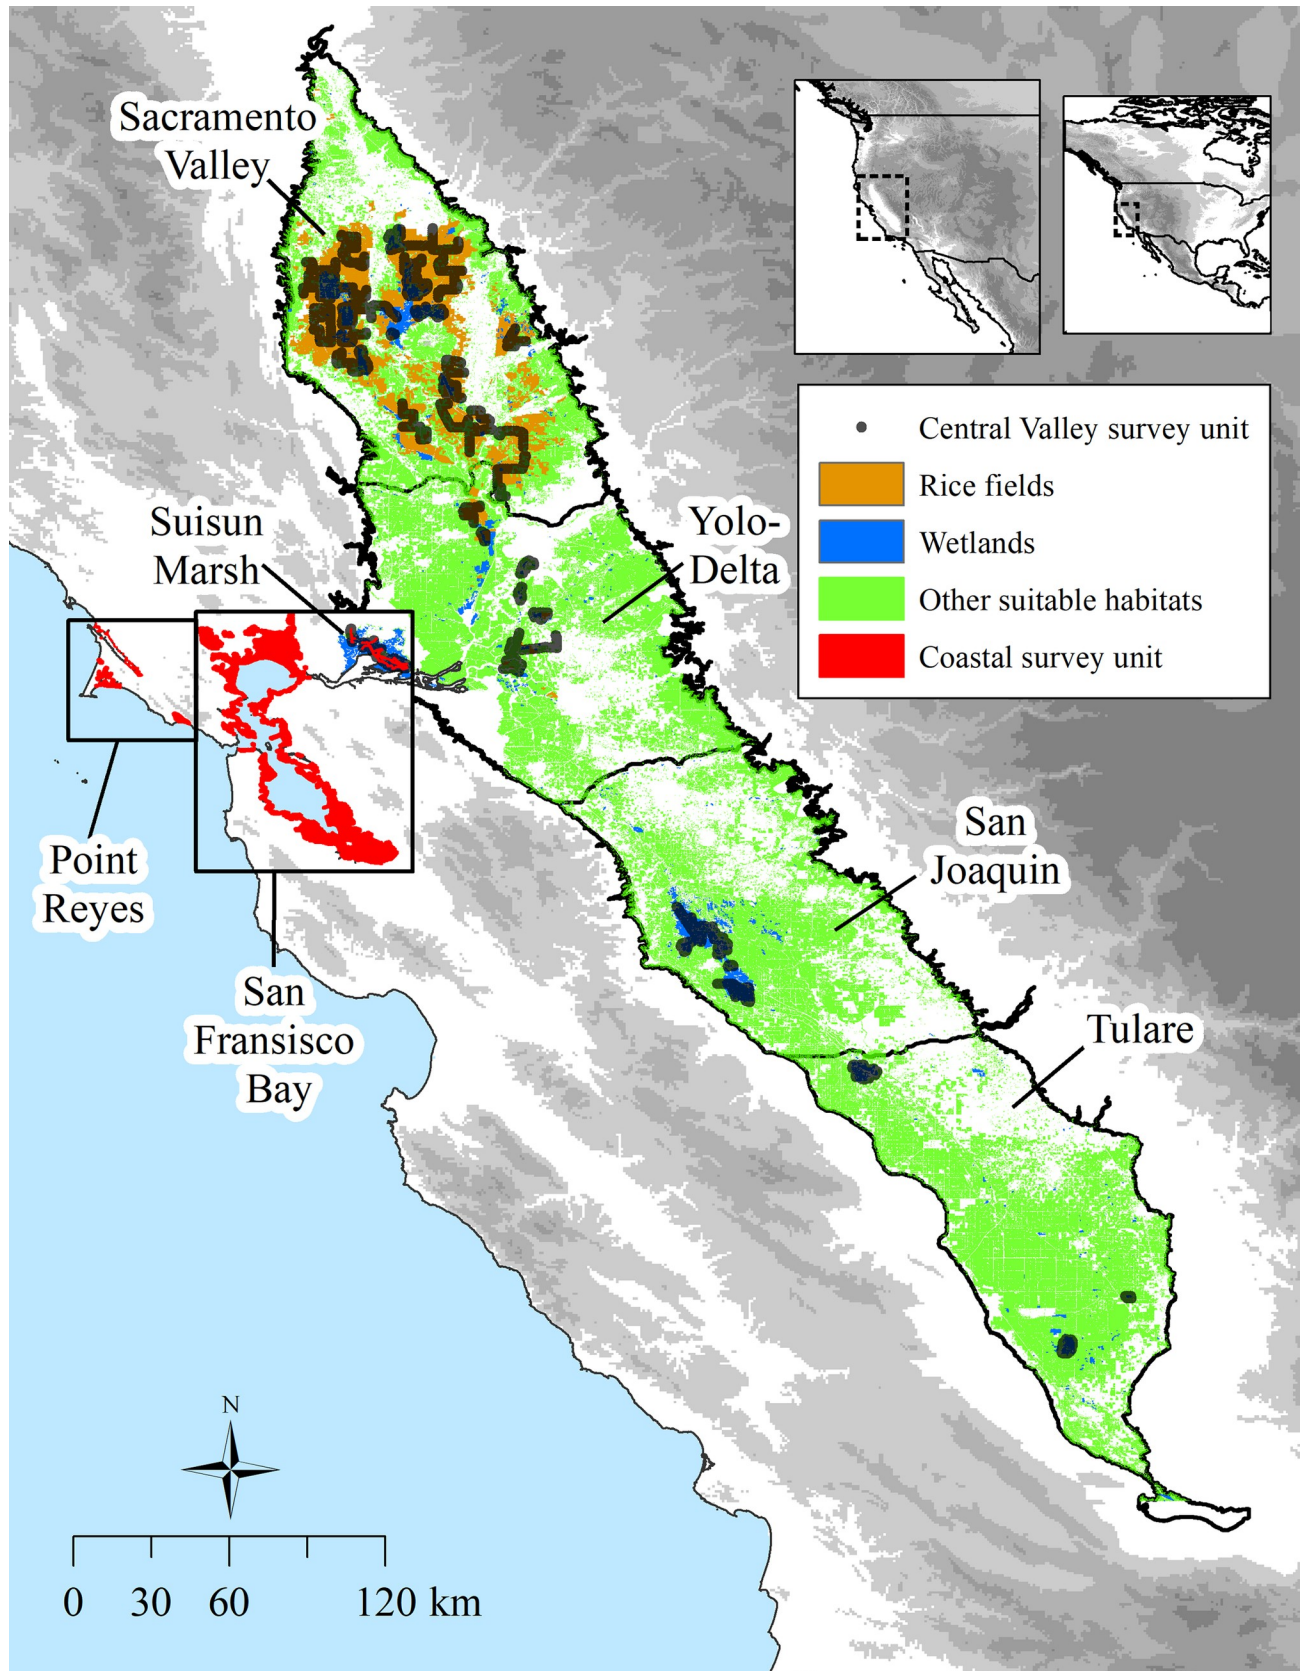 Sacramento
Valley
Central Valley survey unit
Rice fields
Wetlands
Other suitable habitats
Coastal survey unit
Suisun
Marsh
Yolo-
Delta
Point
Reyes
San
Joaquin
San
Fransisco
Bay
Tulare
N
0 30 60 120 km